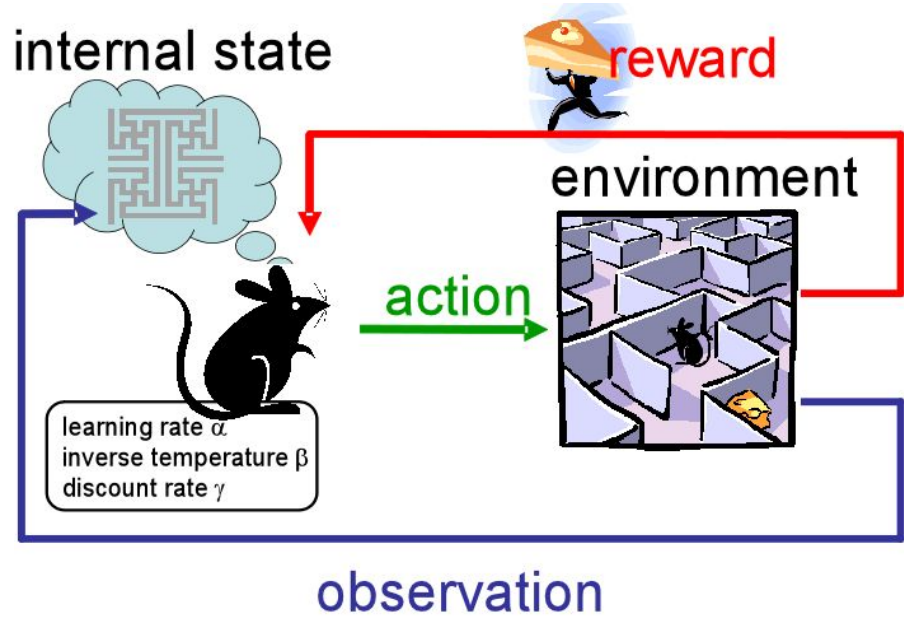 internal state
reward
environment
action
learning rate α
inverse temperature β
discount rate γ
observation